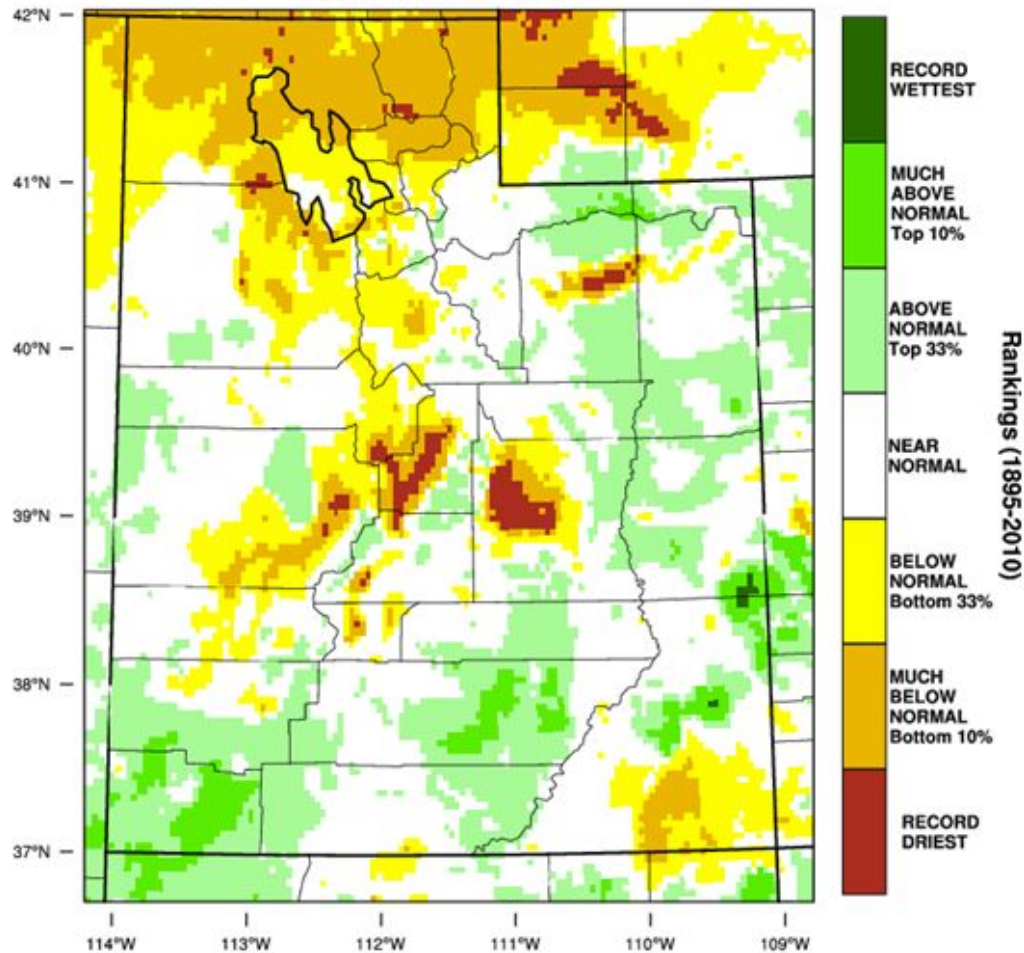 42°N
41°N
40°N
39°N
38°N
37°N
114°W
113°W
112°W
111°W
110°W
109°W
RECORD
WETTEST
MUCH
ABOVE
NORMAL
Top 10%
ABOVE
NORMAL
Top 33%
NEAR
NORMAL
BELOW
NORMAL
Bottom 33%
MUCH
BELOW
NORMAL
Bottom 10%
RECORD
DRIEST
Rankings (1895-2010)